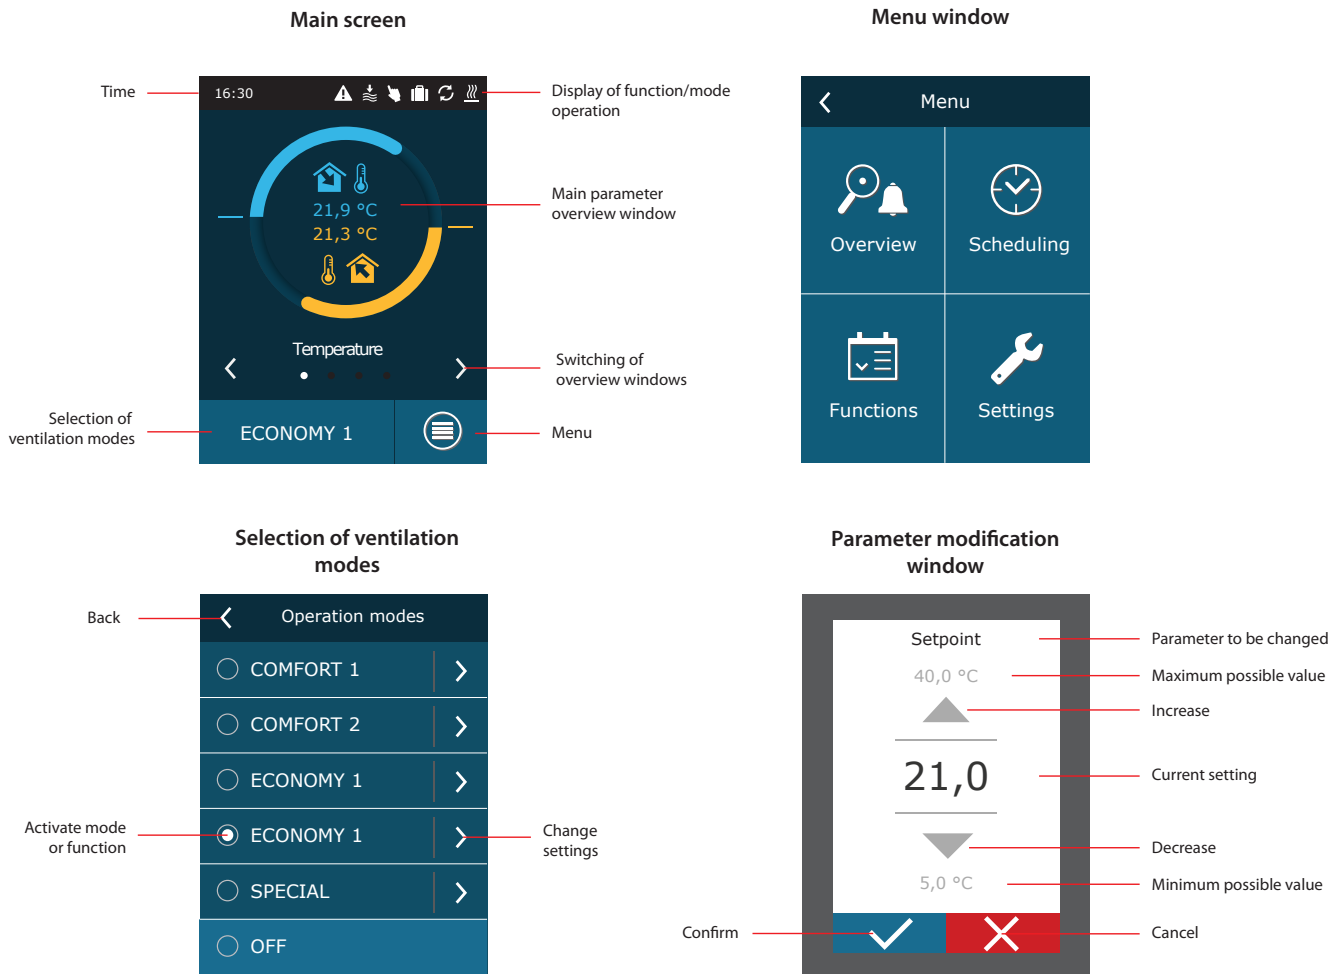 Main screen
Time
16:30
Display of function/mode
operation
21,9 °C
21,3 °C
Main parameter
overview window
Temperature
Switching of
overview windows
Selection of
ventilation modes
ECONOMY 1
Menu
Menu window
Menu
Overview
Scheduling
Functions
Settings
Selection of ventilation
modes
Back
Operation modes
COMFORT 1
COMFORT 2
ECONOMY 1
Activate mode
or function
ECONOMY 1
Change
settings
SPECIAL
OFF
Parameter modification
window
Setpoint
Parameter to be changed
40,0 °C
Maximum possible value
Increase
21,0
Current setting
Decrease
5,0 °C
Minimum possible value
Confirm
Cancel